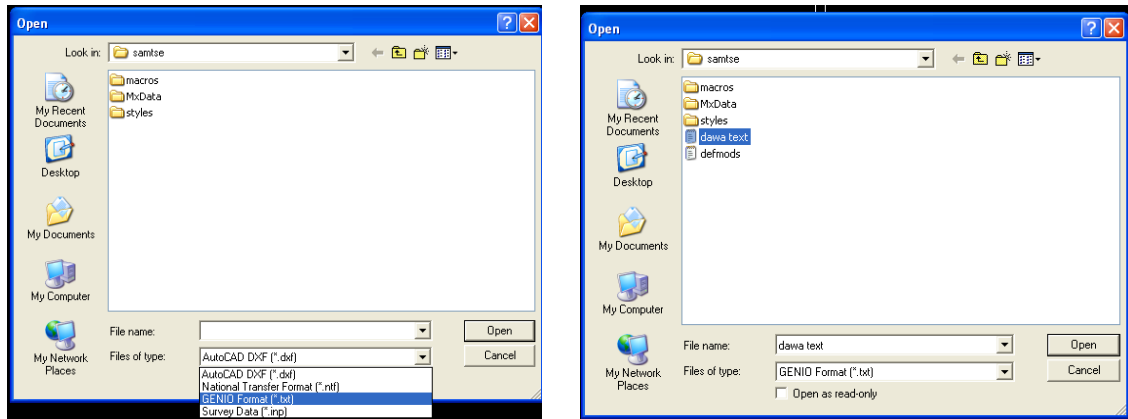 Open
Look in: samtse
macros
MxData
styles
My Recent
Documents
Desktop
My Documents
My Computer
My Network
Places
File name:
Open
Files of type: AutoCAD DXF (*.dxf)
Cancel
AutoCAD DXF (*.dxf)
National Transfer Format (*.ntf)
GENIO Format (*.txt)
Survey Data (*.inp)
Open
Look in: samtse
macros
MxData
styles
dawa text
defmods
My Recent
Documents
Desktop
My Documents
My Computer
My Network
Places
File name: dawa text
Open
Files of type: GENIO Format (*.txt)
Cancel
Open as read-only